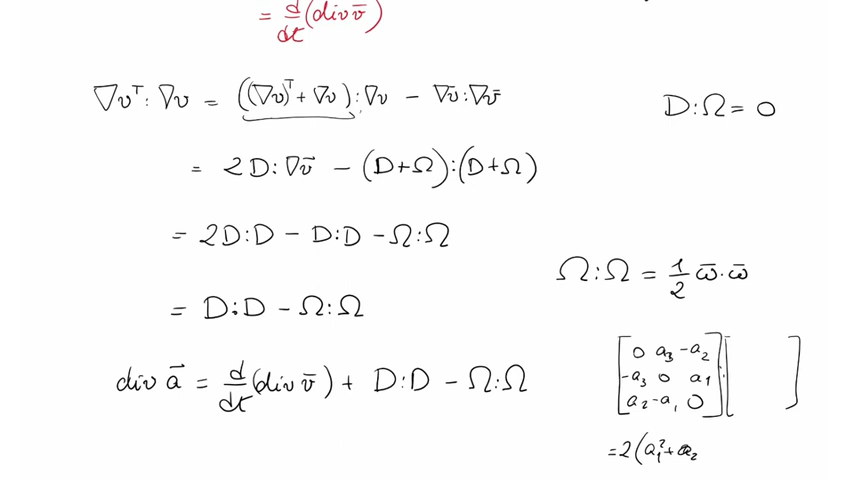 = d/dt (div v̄)
∇vᵀ : ∇v = ((∇v)ᵀ + ∇v) : ∇v − ∇v : ∇v̄
D : Ω = 0
= 2D : ∇v⃗ − (D+Ω) : (D+Ω)
= 2D : D − D : D − Ω : Ω
Ω : Ω = 1/2 ω̄ · ω̄
= D : D − Ω : Ω
div a⃗ = d/dt (div v̄) + D : D − Ω : Ω
[0 a₃ −a₂
−a₃ 0 a₁
a₂ −a₁ 0] : [ ]
= 2(a₁² + a₂